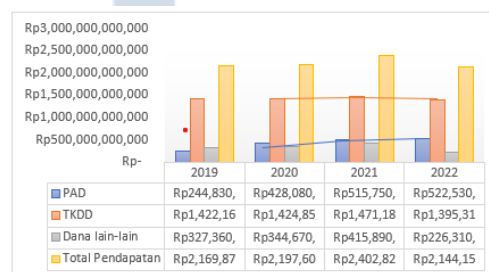 Rp3,000,000,000,000
Rp2,500,000,000,000
Rp2,000,000,000,000
Rp1,500,000,000,000
Rp1,000,000,000,000
Rp500,000,000,000
Rp-
2019 2020 2021 2022
PAD Rp244,830, Rp428,080, Rp515,750, Rp522,530,
TKDD Rp1,422,16 Rp1,424,85 Rp1,471,18 Rp1,395,31
Dana lain-lain Rp327,360, Rp344,670, Rp415,890, Rp226,310,
Total Pendapatan Rp2,169,87 Rp2,197,60 Rp2,402,82 Rp2,144,15